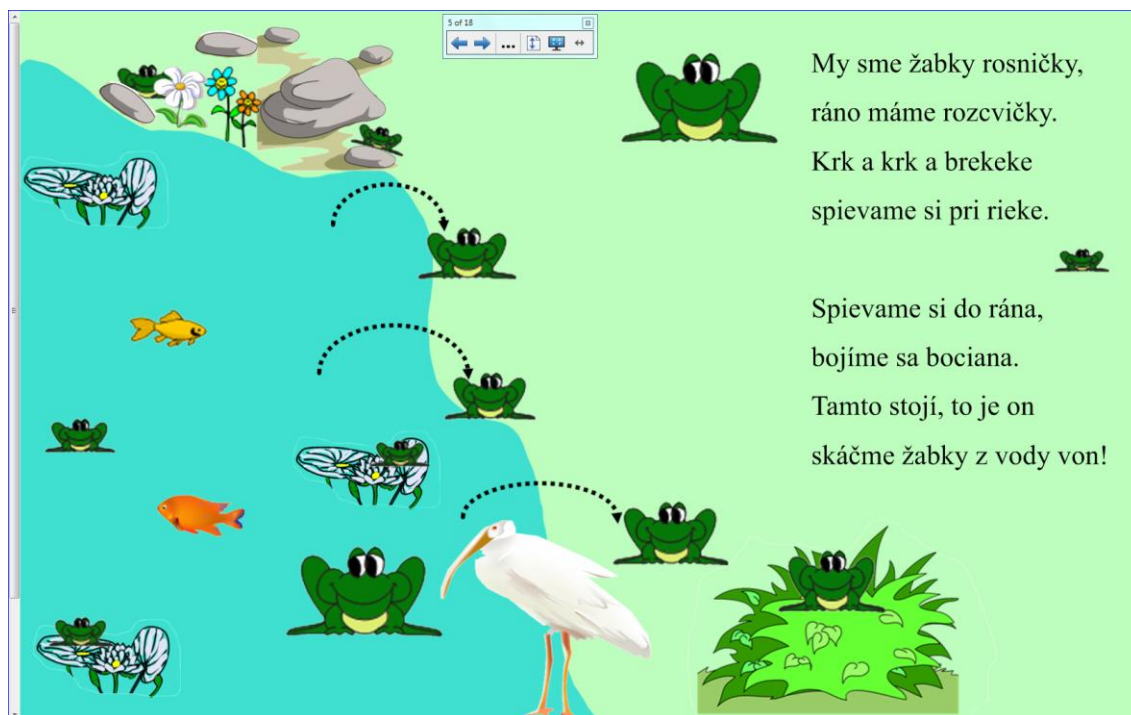 5 of 18
My sme žabky rosničky,
ráno máme rozcvičky.
Krk a krk a brekeke
spievame si pri rieke.
Spievame si do rána,
bojíme sa bociana.
Tamto stojí, to je on
skáčme žabky z vody von!